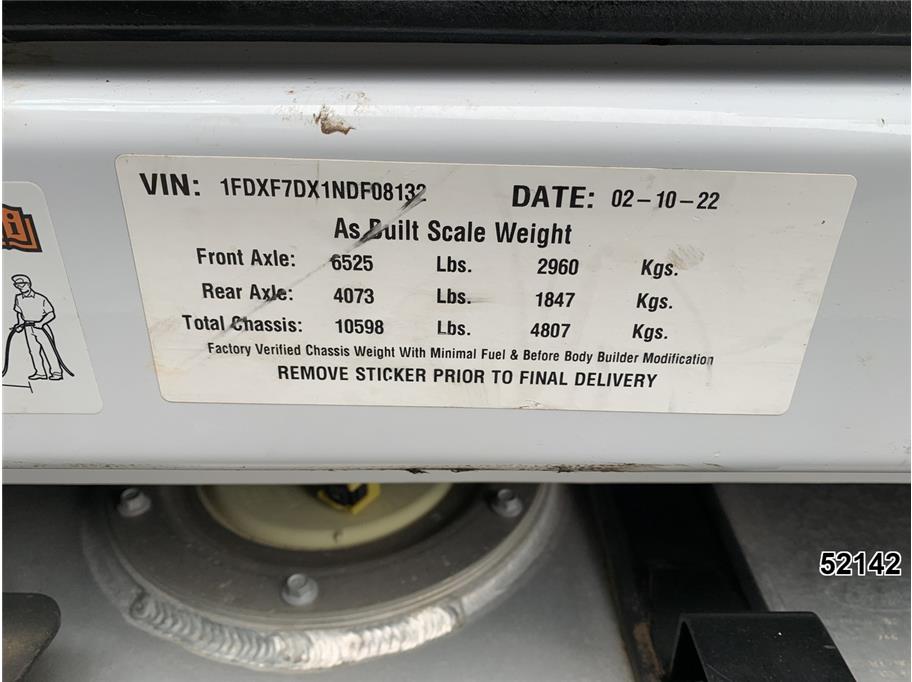 VIN: 1FDXF7DX1NDF08132 DATE: 02-10-22
As Built Scale Weight
Front Axle: 6525 Lbs. 2960 Kgs.
Rear Axle: 4073 Lbs. 1847 Kgs.
Total Chassis: 10598 Lbs. 4807 Kgs.
Factory Verified Chassis Weight With Minimal Fuel & Before Body Builder Modification
REMOVE STICKER PRIOR TO FINAL DELIVERY
i
52142